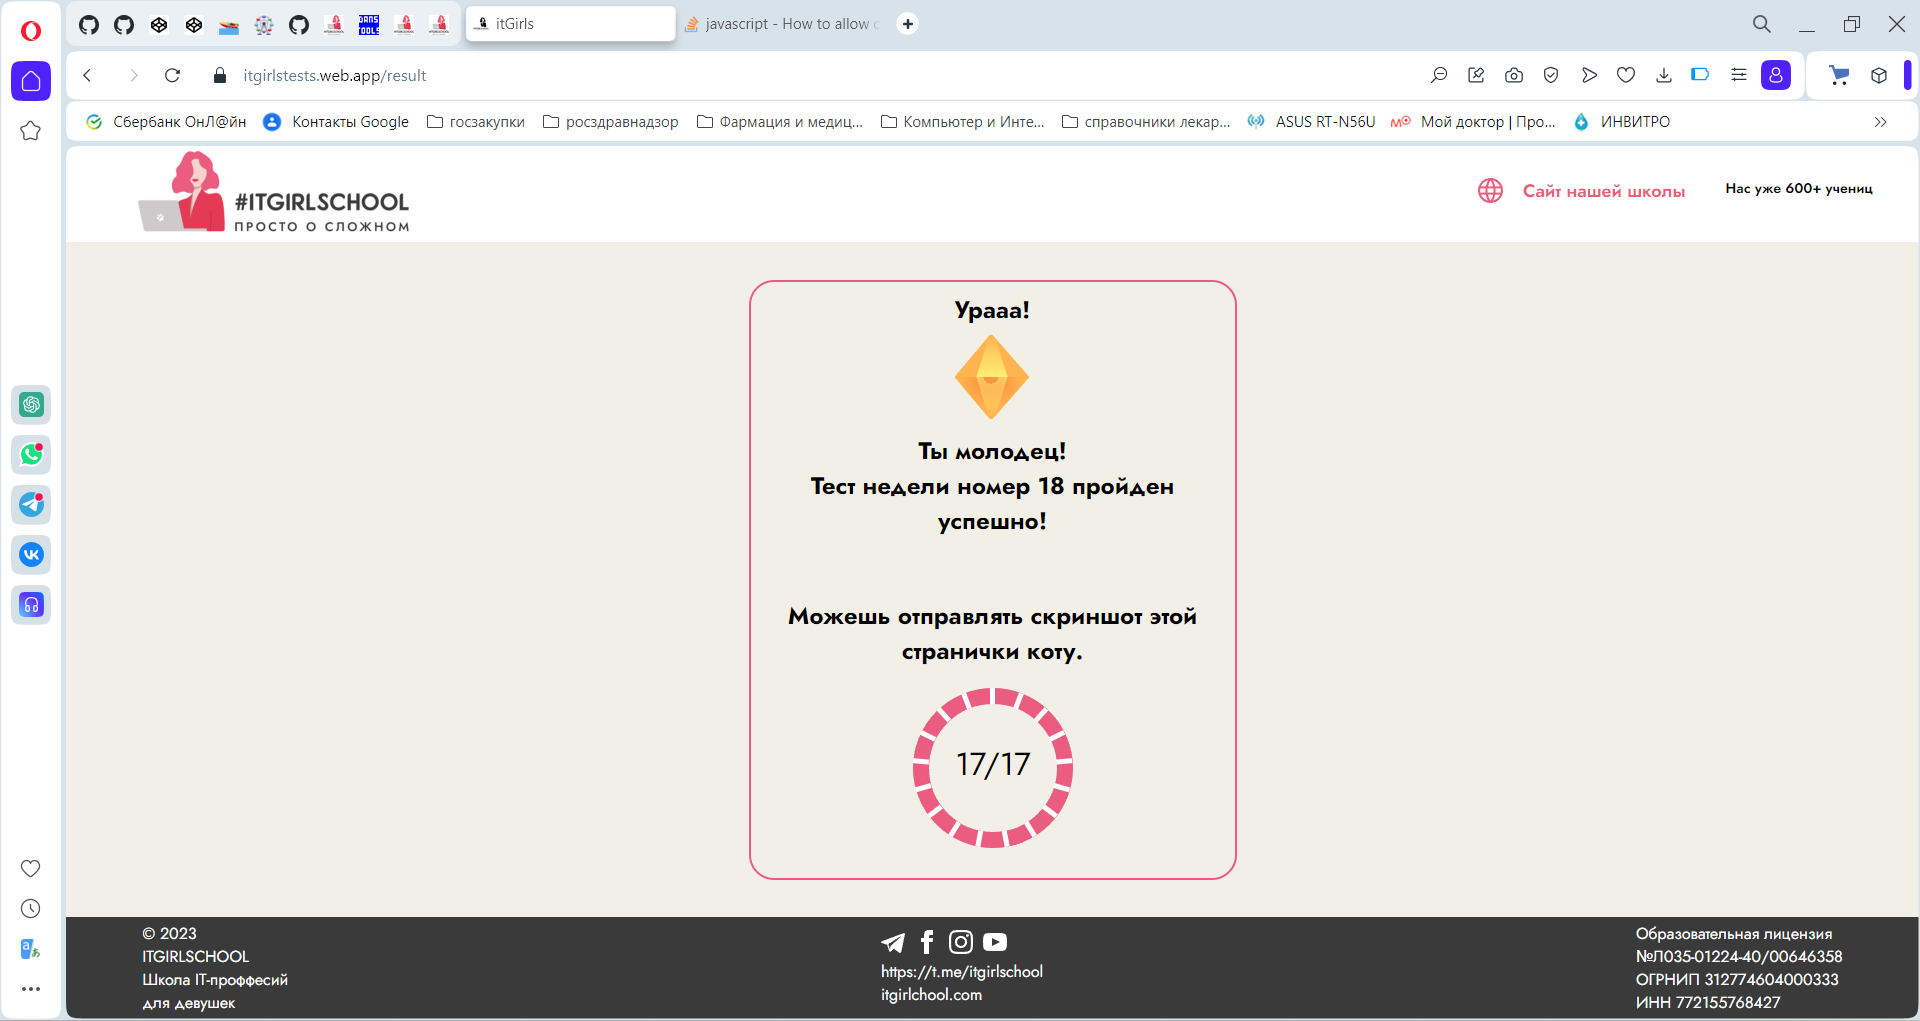 itGirls
javascript - How to allow
itgirlstests.web.app/result
Сбербанк ОнЛ@йн
Контакты Google
госзакупки
росздравнадзор
Фармация и медиц...
Компьютер и Инте...
справочники лекар...
ASUS RT-N56U
Мой доктор | Про...
ИНВИТРО
#ITGIRLSCHOOL
ПРОСТО О СЛОЖНОМ
Сайт нашей школы
Нас уже 600+ учениц
Урааа!
Ты молодец!
Тест недели номер 18 пройден
успешно!
Можешь отправлять скриншот этой
странички коту.
17/17
© 2023
ITGIRLSCHOOL
Школа IT-проффесий
для девушек
https://t.me/itgirlschool
itgirlchool.com
Образовательная лицензия
№Л035-01224-40/00646358
ОГРНИП 312774604000333
ИНН 772155768427